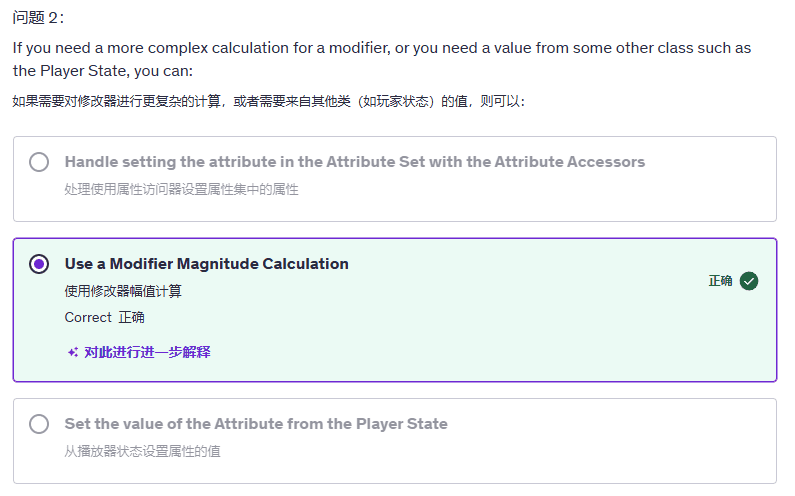 问题 2：
If you need a more complex calculation for a modifier, or you need a value from some other class such as
the Player State, you can:
如果需要对修改器进行更复杂的计算，或者需要来自其他类（如玩家状态）的值，则可以：
Handle setting the attribute in the Attribute Set with the Attribute Accessors
处理使用属性访问器设置属性集中的属性
Use a Modifier Magnitude Calculation
使用修改器幅值计算
正确
Correct 正确
对此进行进一步解释
Set the value of the Attribute from the Player State
从播放器状态设置属性的值